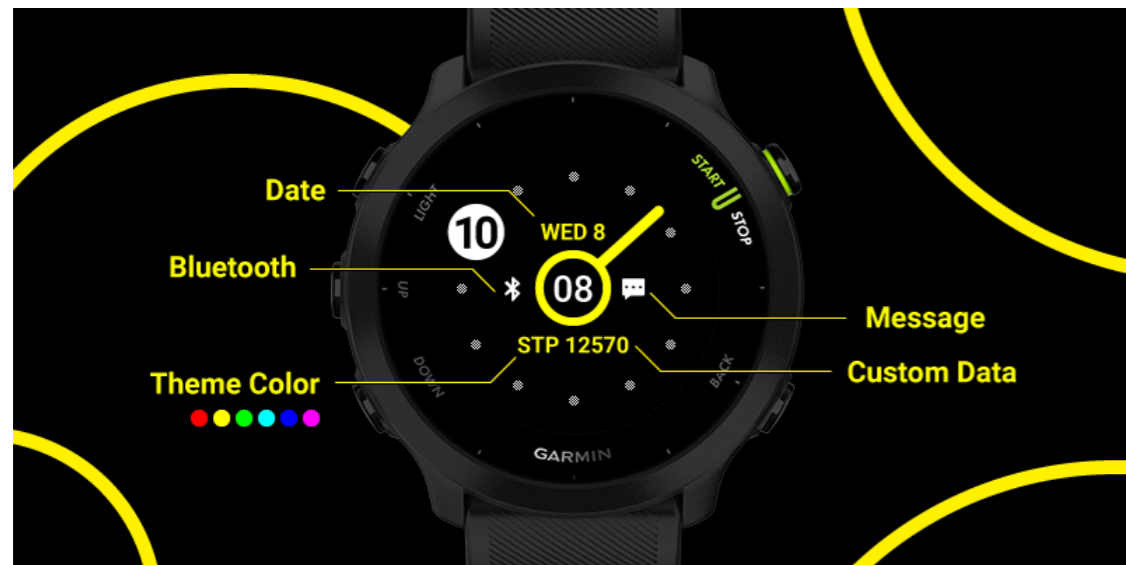 Date
LIGHT
START
STOP
10
WED 8
Bluetooth
UP
08
Message
STP 12570
Theme Color
DOWN
BACK
Custom Data
GARMIN